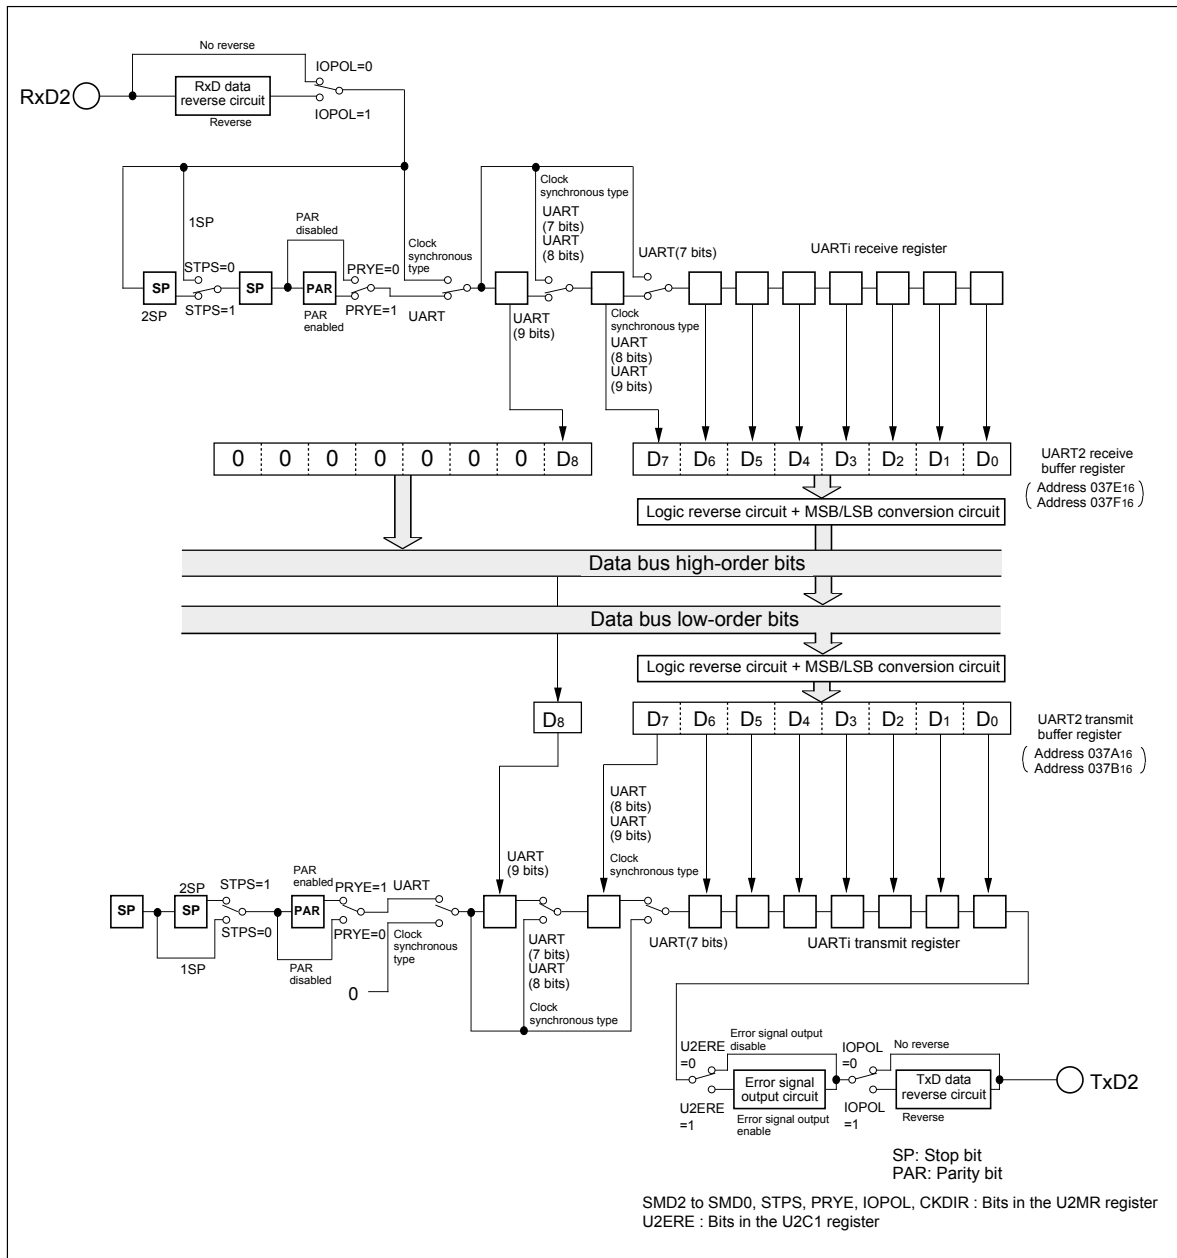 No reverse
IOPOL=0
RxD2
RxD data
reverse circuit
IOPOL=1
Reverse
Clock
synchronous type
1SP
PAR
disabled
UART
(7 bits)
UART
(8 bits)
Clock
synchronous
type
UART(7 bits)
UARTi receive register
STPS=0
PRYE=0
SP
SP
PAR
2SP
STPS=1
PAR
enabled
PRYE=1
UART
UART
(9 bits)
Clock
synchronous type
UART
(8 bits)
UART
(9 bits)
0 0 0 0 0 0 0 D8
D7 D6 D5 D4 D3 D2 D1 D0
UART2 receive
buffer register
( Address 037E16
Address 037F16 )
Logic reverse circuit + MSB/LSB conversion circuit
Data bus high-order bits
Data bus low-order bits
Logic reverse circuit + MSB/LSB conversion circuit
D8
D7 D6 D5 D4 D3 D2 D1 D0
UART2 transmit
buffer register
( Address 037A16
Address 037B16 )
UART
(8 bits)
UART
(9 bits)
Clock
synchronous type
UART
(9 bits)
PAR
enabled
2SP
STPS=1
PRYE=1
UART
SP
SP
PAR
STPS=0
PRYE=0
1SP
PAR
disabled
Clock
synchronous
type
0
UART
(7 bits)
UART
(8 bits)
Clock
synchronous type
UART(7 bits)
UARTi transmit register
U2ERE
=0
Error signal output
disable
IOPOL
=0
No reverse
Error signal
output circuit
TxD data
reverse circuit
TxD2
U2ERE
=1
Error signal output
enable
IOPOL
=1
Reverse
SP: Stop bit
PAR: Parity bit
SMD2 to SMD0, STPS, PRYE, IOPOL, CKDIR : Bits in the U2MR register
U2ERE : Bits in the U2C1 register